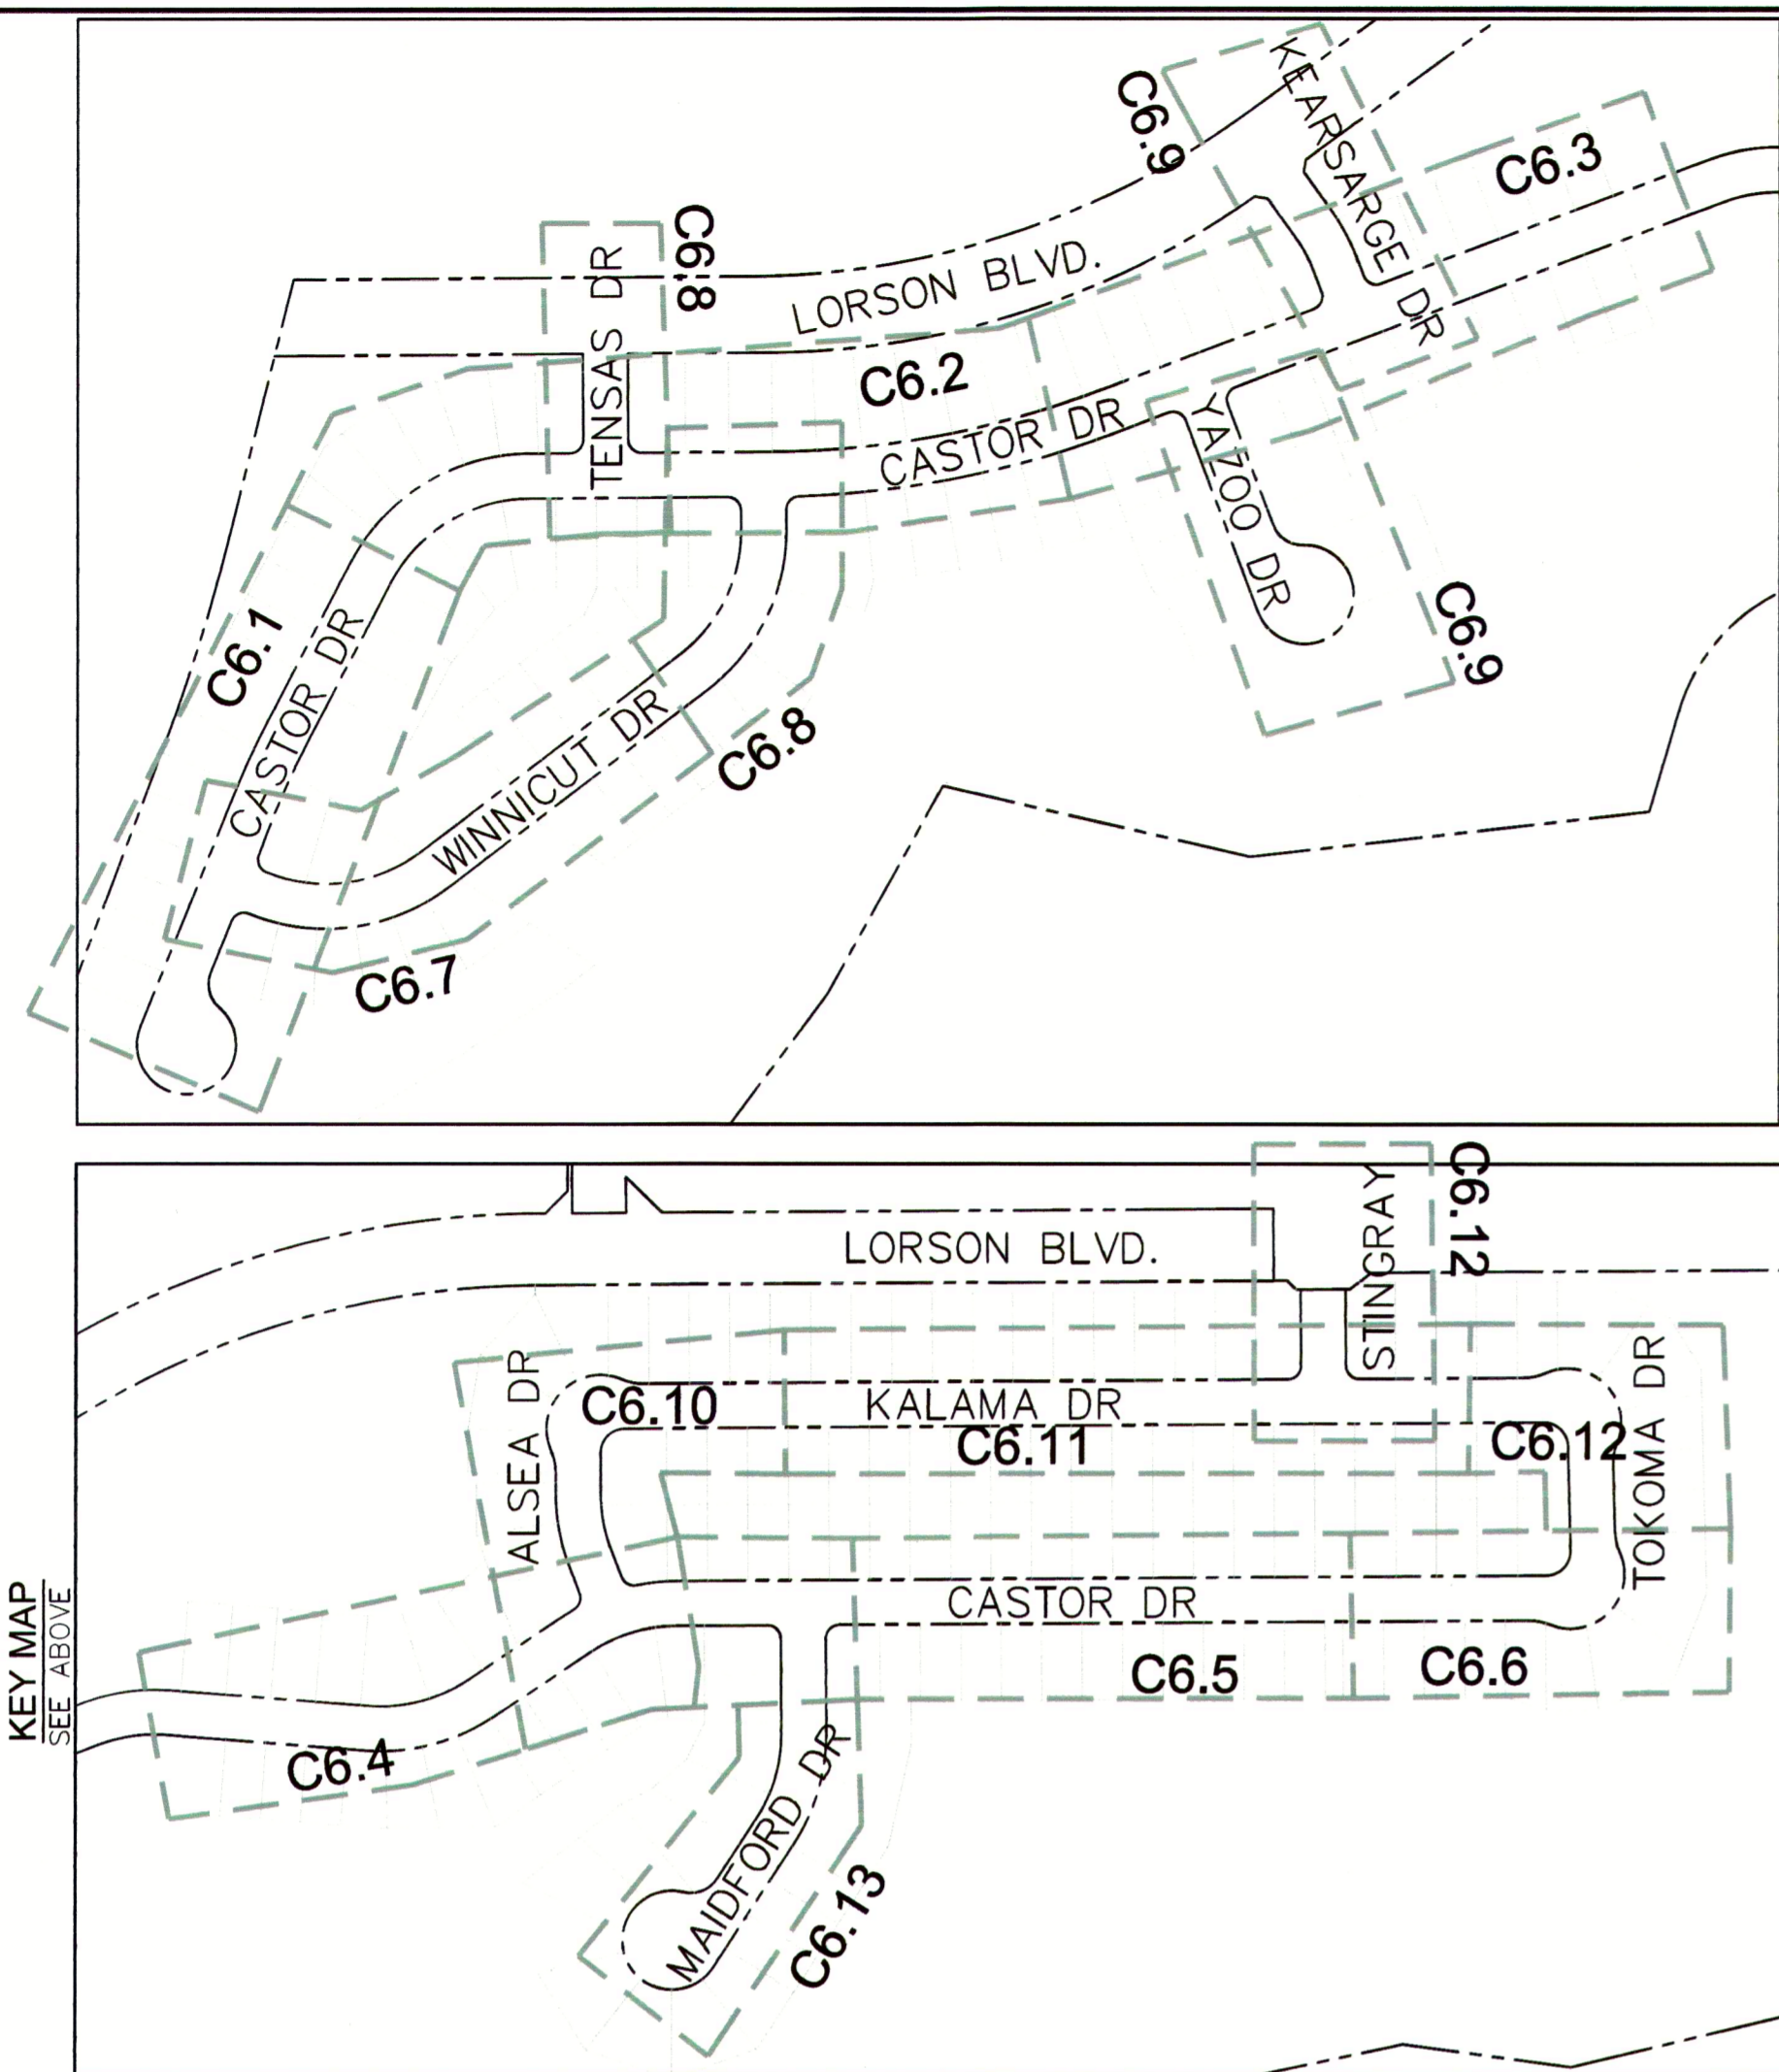 KEARSARGE DR
C6.9
C6.3
C6.8
TENSAS DR
LORSON BLVD.
C6.2
CASTOR DR
YAZOO DR
C6.9
C6.1
CASTOR DR
WINNICUT DR
C6.8
C6.7
C6.12
STINGRAY
LORSON BLVD.
ALSEA DR
C6.10
KALAMA DR
C6.11
C6.12
TOKOMA DR
CASTOR DR
C6.5
C6.6
KEY MAP
SEE ABOVE
C6.4
MAIDFORD DR
C6.13